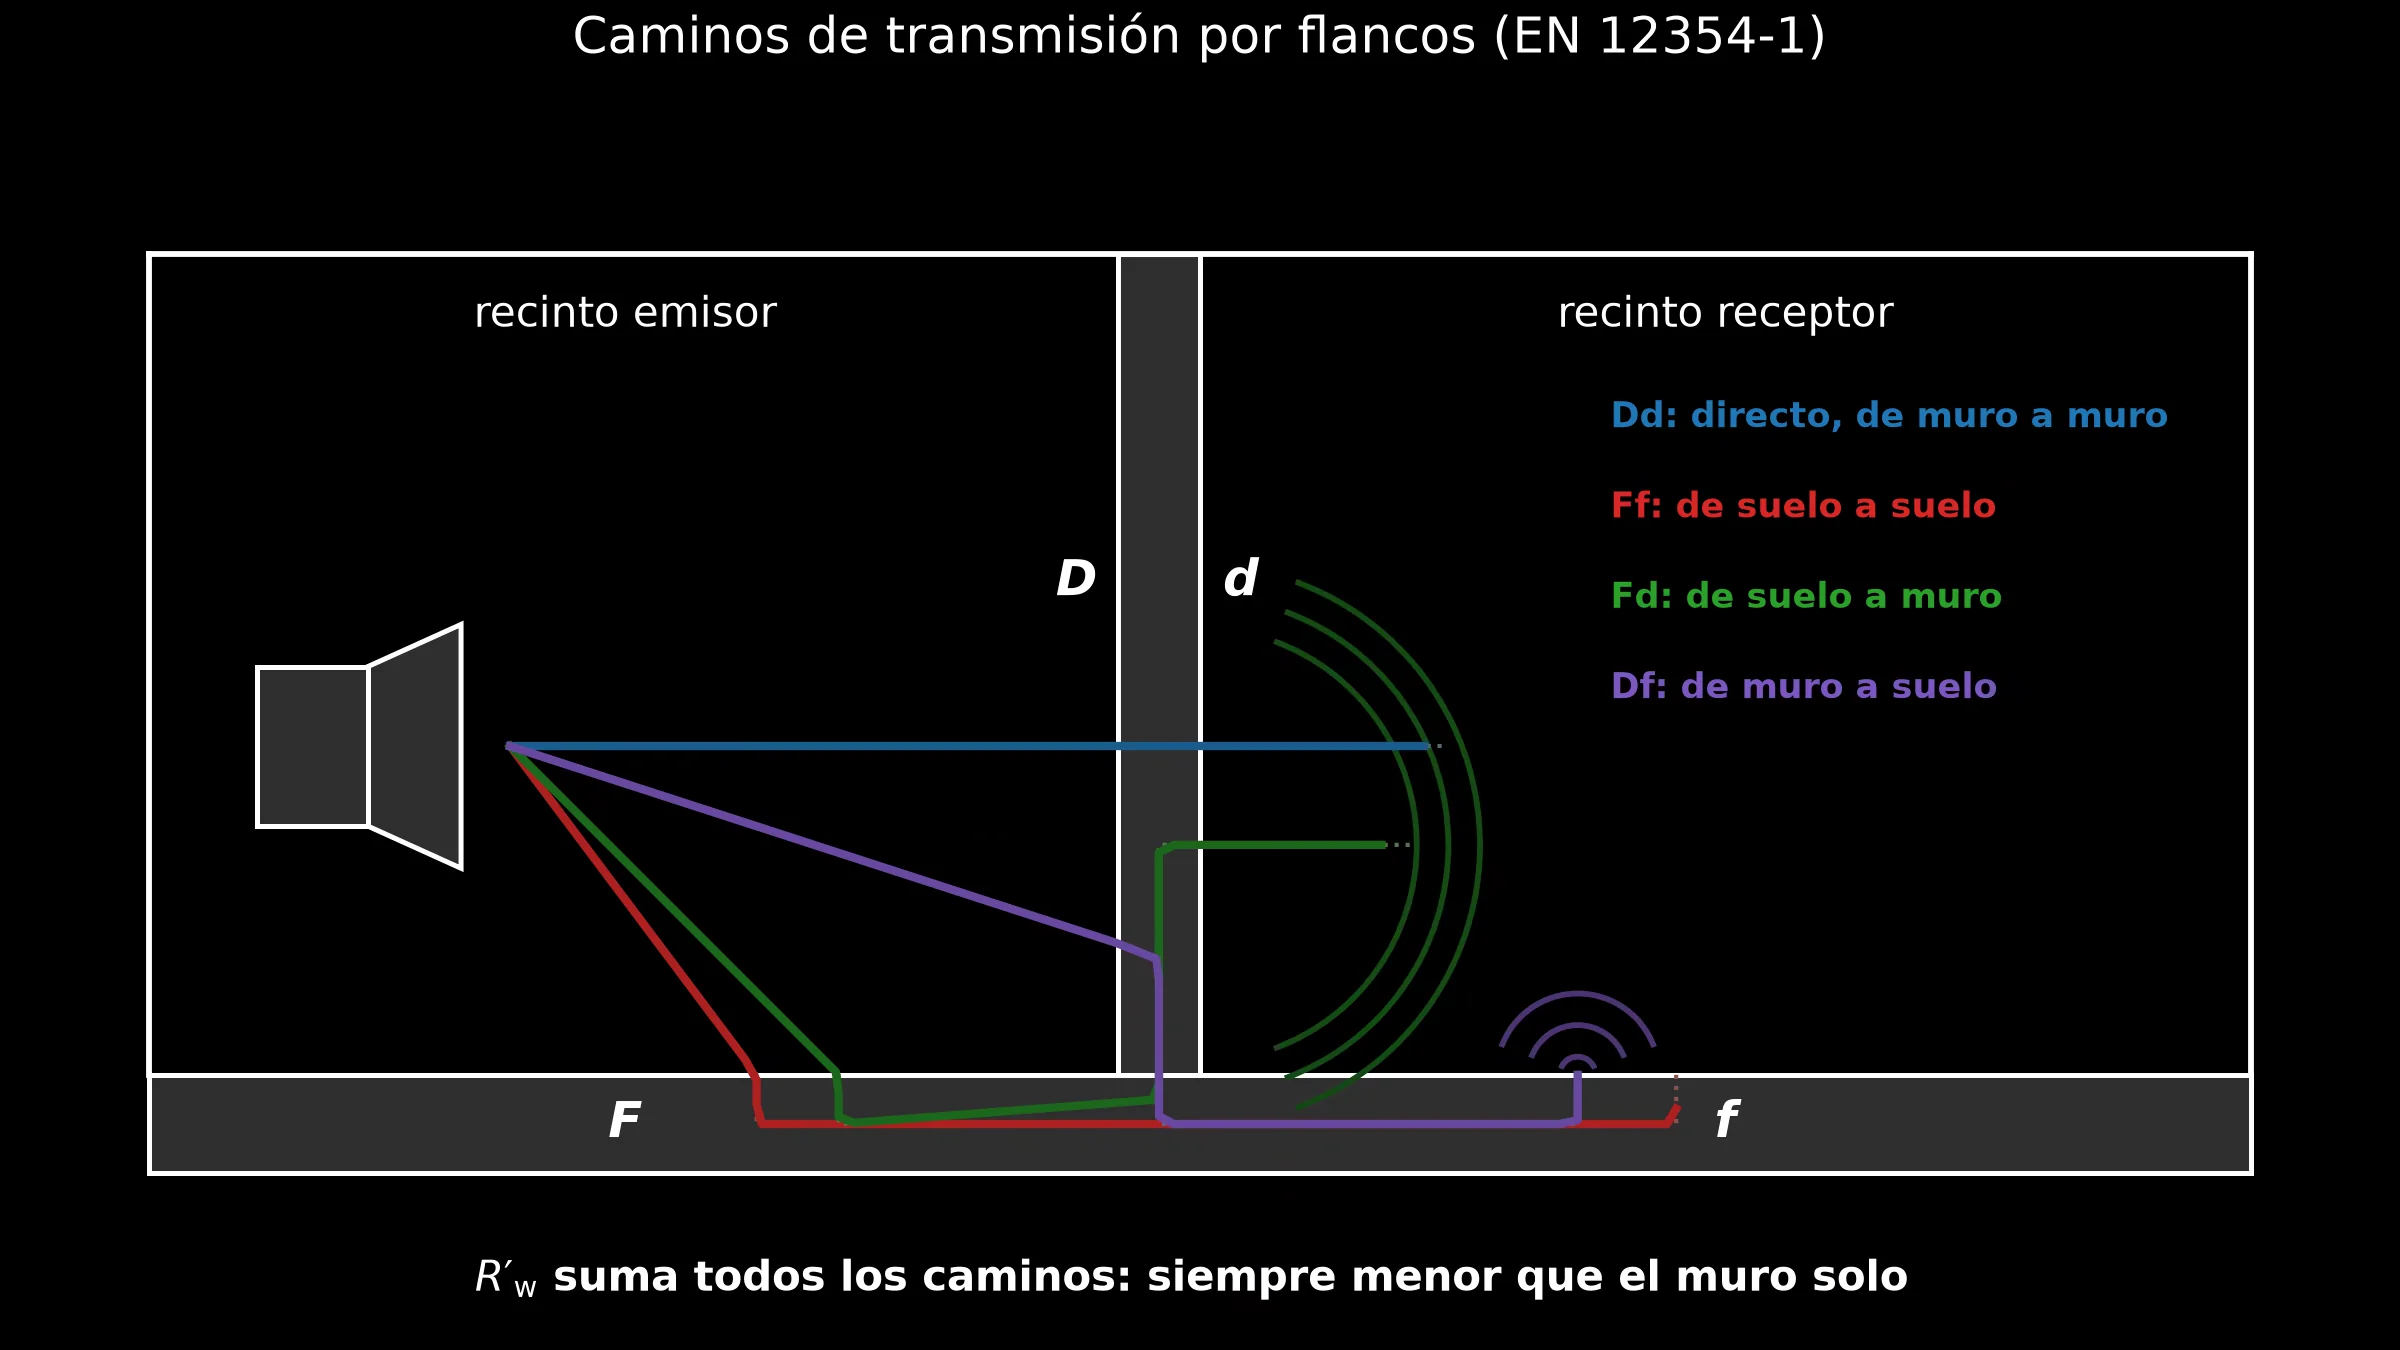 Caminos de transmisión por flancos (EN 12354-1)
recinto emisor
recinto receptor
Dd: directo, de muro a muro
Ff: de suelo a suelo
Fd: de suelo a muro
Df: de muro a suelo
D
d
F
f
R′w suma todos los caminos: siempre menor que el muro solo